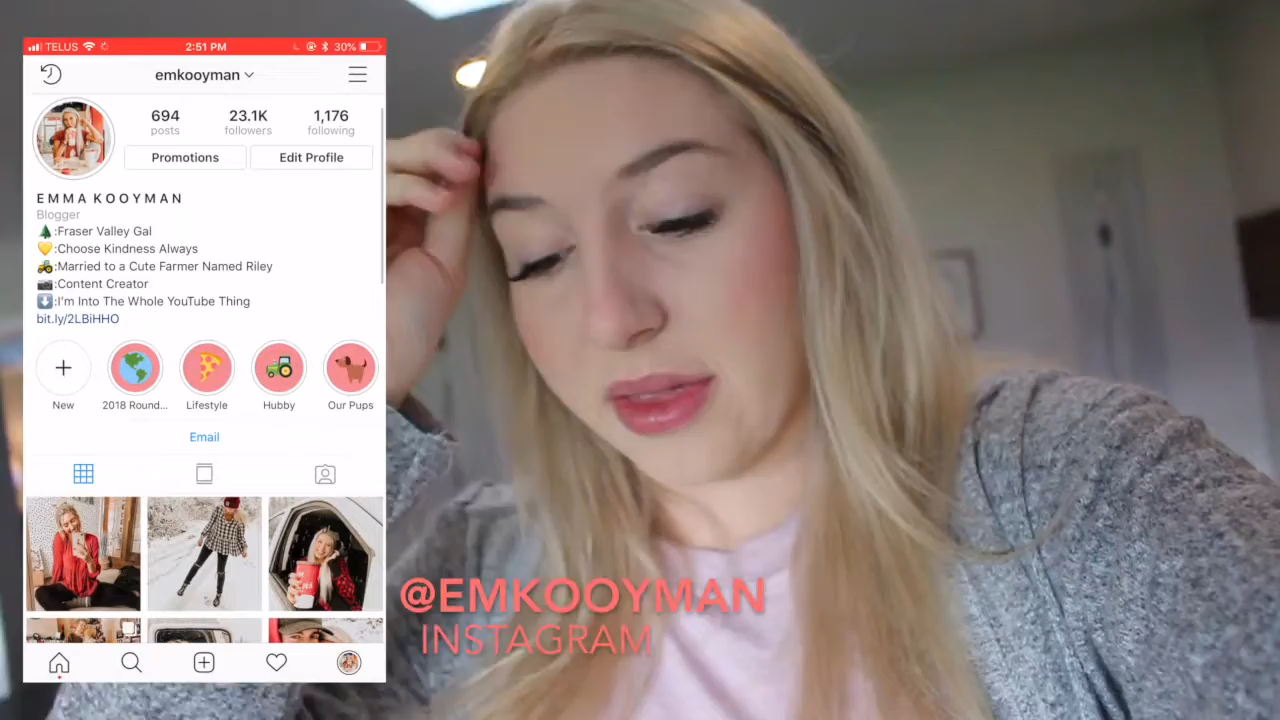 TELUS 2:51 PM 30%
emkooyman
694 23.1K 1,176
posts followers following
Promotions Edit Profile
E M M A K O O Y M A N
Blogger
🌲:Fraser Valley Gal
💛:Choose Kindness Always
🚜:Married to a Cute Farmer Named Riley
📷:Content Creator
⬇️:I'm Into The Whole YouTube Thing
bit.ly/2LBiHHO
New 2018 Round... Lifestyle Hubby Our Pups
Email
@EMKOOYMAN
INSTAGRAM